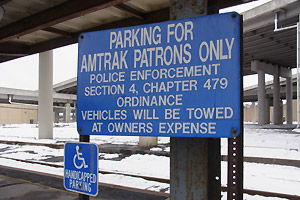 PARKING FOR
AMTRAK PATRONS ONLY
POLICE ENFORCEMENT
SECTION 4, CHAPTER 479
ORDINANCE
VEHICLES WILL BE TOWED
AT OWNERS EXPENSE
HANDICAPPED
PARKING